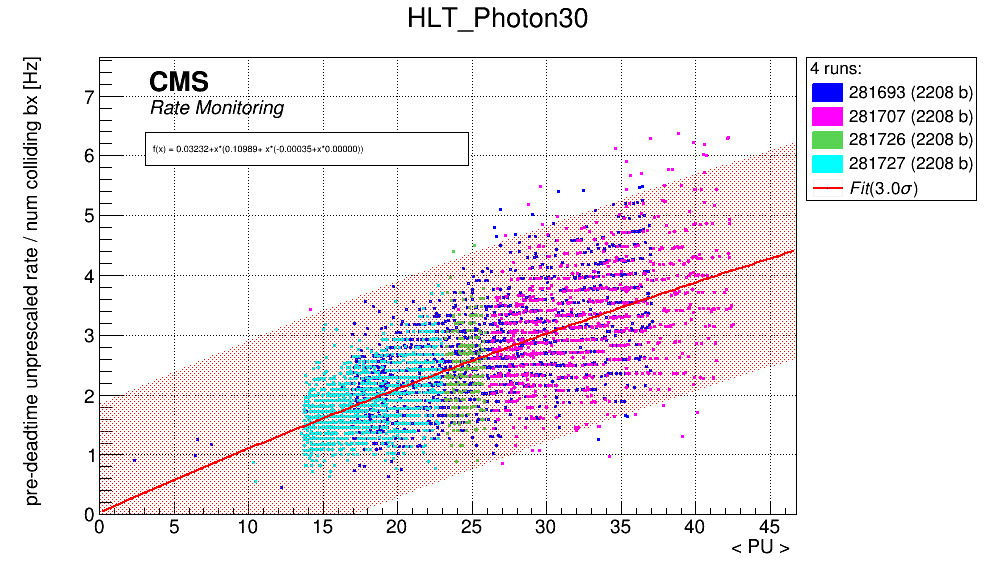 HLT_Photon30
pre-deadtime unprescaled rate / num colliding bx [Hz]
CMS
Rate Monitoring
f(x) = 0.03232+x*(0.10989+ x*(-0.00035+x*0.00000))
7
6
5
4
3
2
1
0
0 5 10 15 20 25 30 35 40 45
< PU >
4 runs:
281693 (2208 b)
281707 (2208 b)
281726 (2208 b)
281727 (2208 b)
Fit(3.0σ)